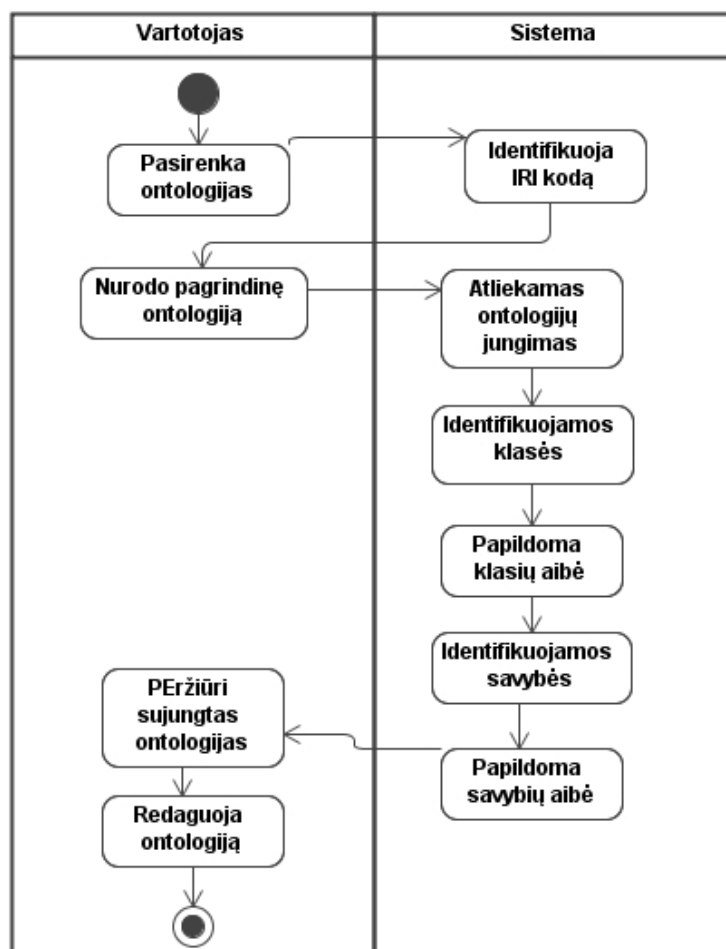 Vartotojas
Sistema
Pasirenka
ontologijas
Identifikuoja
IRI kodą
Nurodo pagrindinę
ontologiją
Atliekamas
ontologijų
jungimas
Identifikuojamos
klasės
Papildoma
klasių aibė
Identifikuojamos
savybės
Papildoma
savybių aibė
PEržiūri
sujungtas
ontologijas
Redaguoja
ontologiją